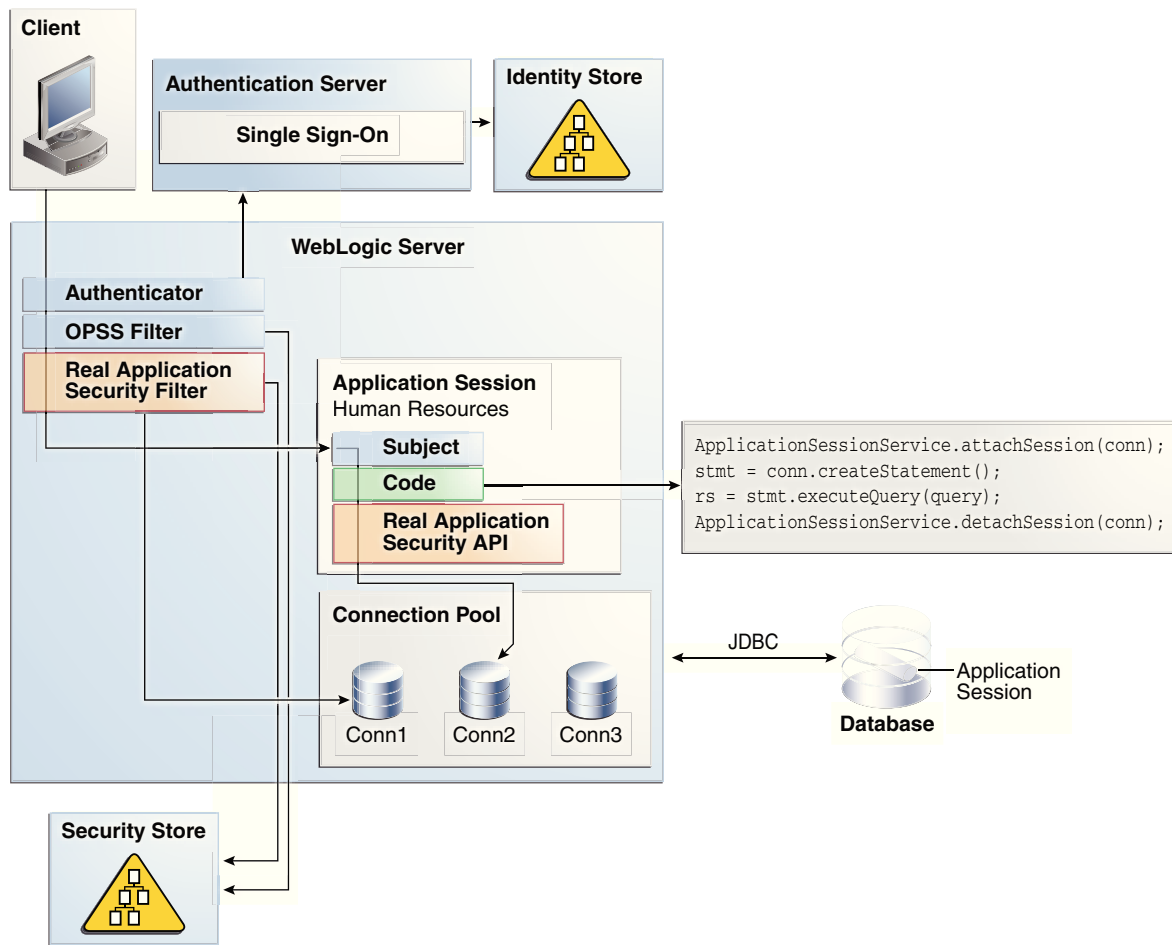 Client
Authentication Server
Single Sign-On
Identity Store
WebLogic Server
Authenticator
OPSS Filter
Real Application
Security Filter
Application Session
Human Resources
Subject
Code
Real Application
Security API
ApplicationSessionService.attachSession(conn);
stmt = conn.createStatement();
rs = stmt.executeQuery(query);
ApplicationSessionService.detachSession(conn);
Connection Pool
Conn1
Conn2
Conn3
JDBC
Application
Session
Database
Security Store